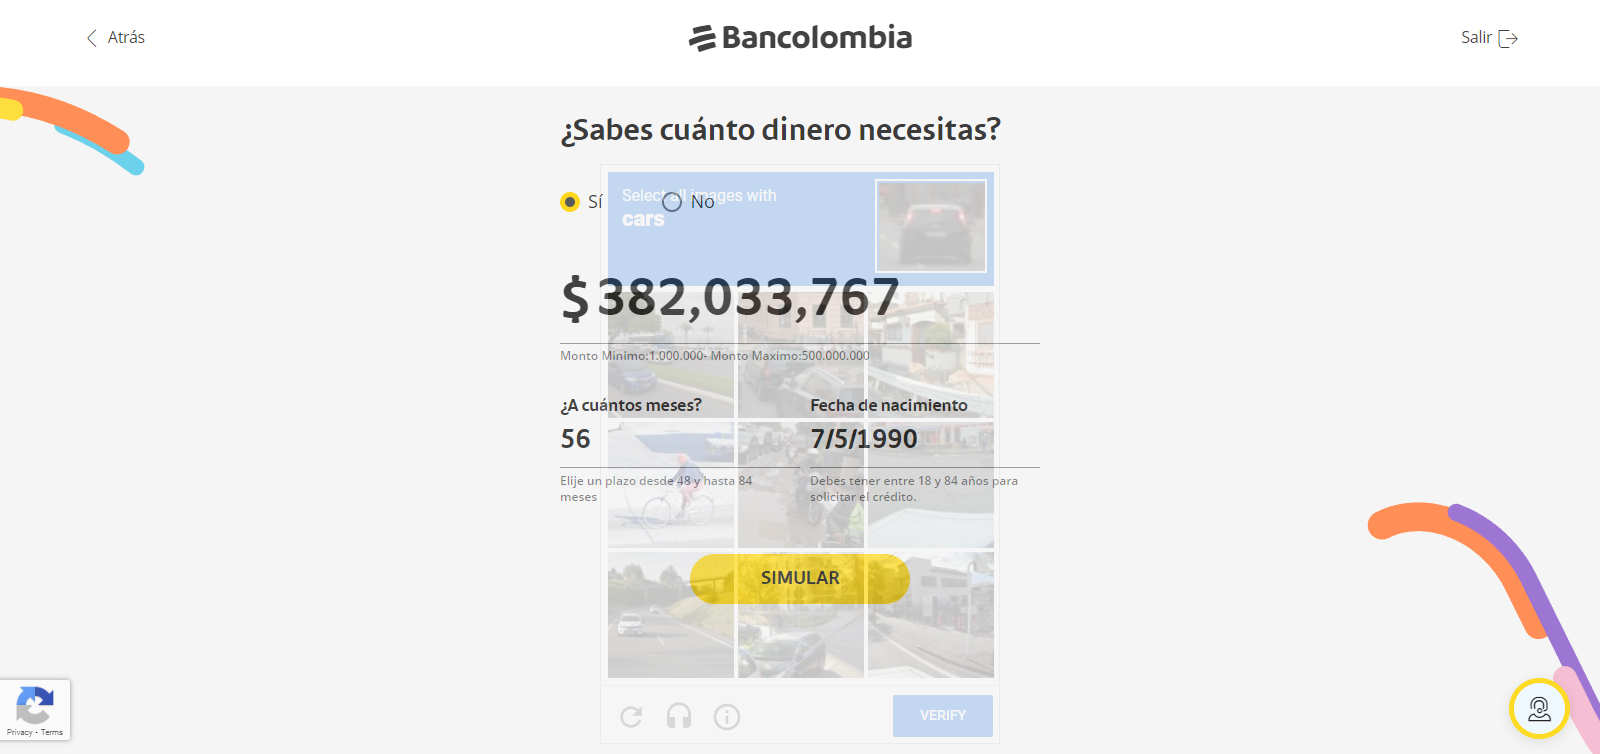 Atrás
Bancolombia
Salir
¿Sabes cuánto dinero necesitas?
Select all images with
Sí
No
cars
$ 382,033,767
Monto Minimo:1.000.000- Monto Maximo:500.000.000
¿A cuántos meses?
Fecha de nacimiento
56
7/5/1990
Elije un plazo desde 48 y hasta 84
meses
Debes tener entre 18 y 84 años para
solicitar el crédito.
SIMULAR
VERIFY
Privacy - Terms